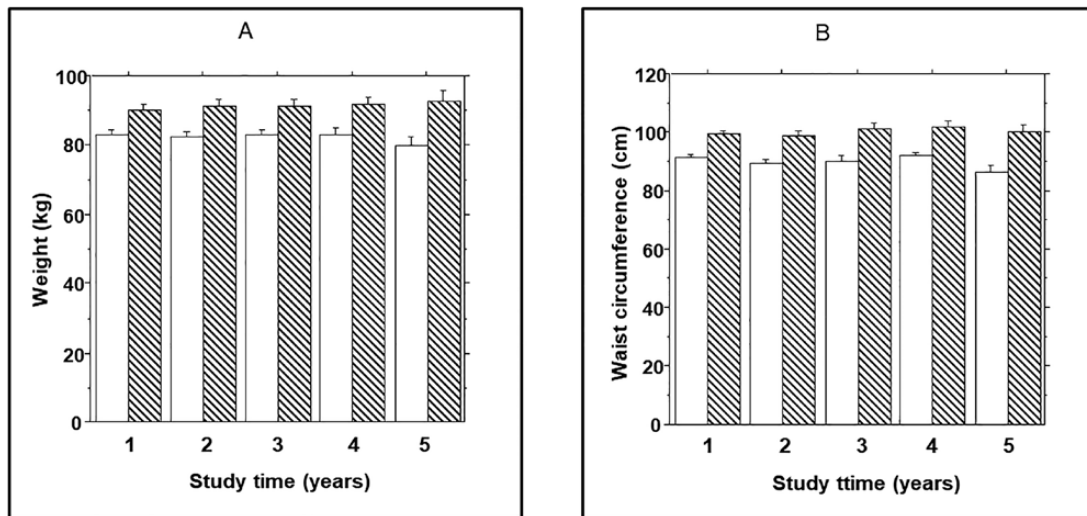 A
Weight (kg)
100
80
60
40
20
0
1 2 3 4 5
Study time (years)
B
Waist circumference (cm)
120
100
80
60
40
20
0
1 2 3 4 5
Study ttime (years)